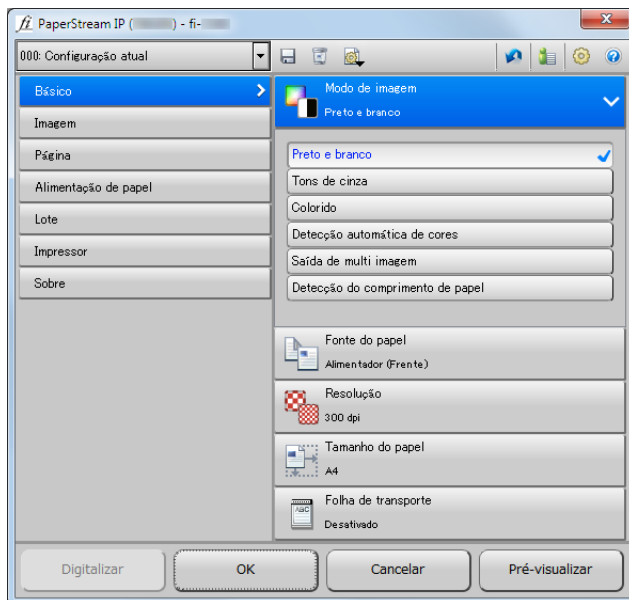 fi PaperStream IP ( ) - fi-
000: Configuração atual
Básico
Imagem
Página
Alimentação de papel
Lote
Impressor
Sobre
Modo de imagem
Preto e branco
Preto e branco
Tons de cinza
Colorido
Detecção automática de cores
Saída de multi imagem
Detecção do comprimento de papel
Fonte do papel
Alimentador (Frente)
Resolução
300 dpi
Tamanho do papel
A4
ABC
Folha de transporte
Desativado
Digitalizar
OK
Cancelar
Pré-visualizar